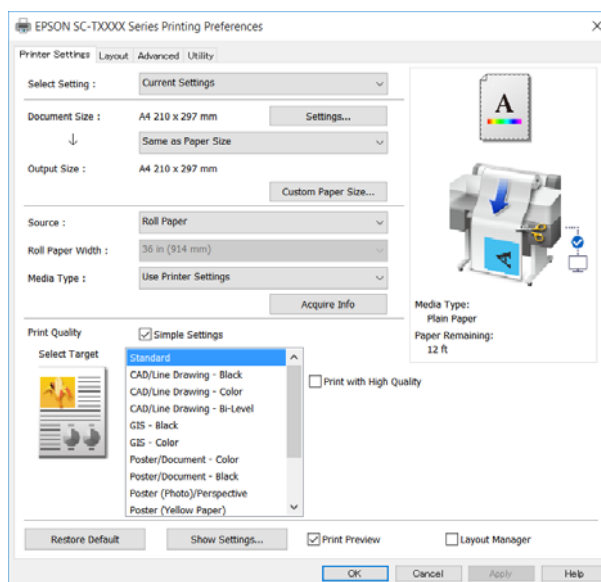 EPSON SC-TXXXX Series Printing Preferences
Printer Settings Layout Advanced Utility
Select Setting : Current Settings
Document Size : A4 210 x 297 mm Settings...
Same as Paper Size
Output Size : A4 210 x 297 mm
Custom Paper Size...
Source : Roll Paper
Roll Paper Width : 36 in (914 mm)
Media Type : Use Printer Settings
Acquire Info
A
Media Type:
Plain Paper
Paper Remaining:
12 ft
Print Quality Simple Settings
Select Target
Standard
CAD/Line Drawing - Black
CAD/Line Drawing - Color
CAD/Line Drawing - Bi-Level
GIS - Black
GIS - Color
Poster/Document - Color
Poster/Document - Black
Poster (Photo)/Perspective
Poster (Yellow Paper)
Print with High Quality
Restore Default Show Settings... Print Preview Layout Manager
OK Cancel Apply Help